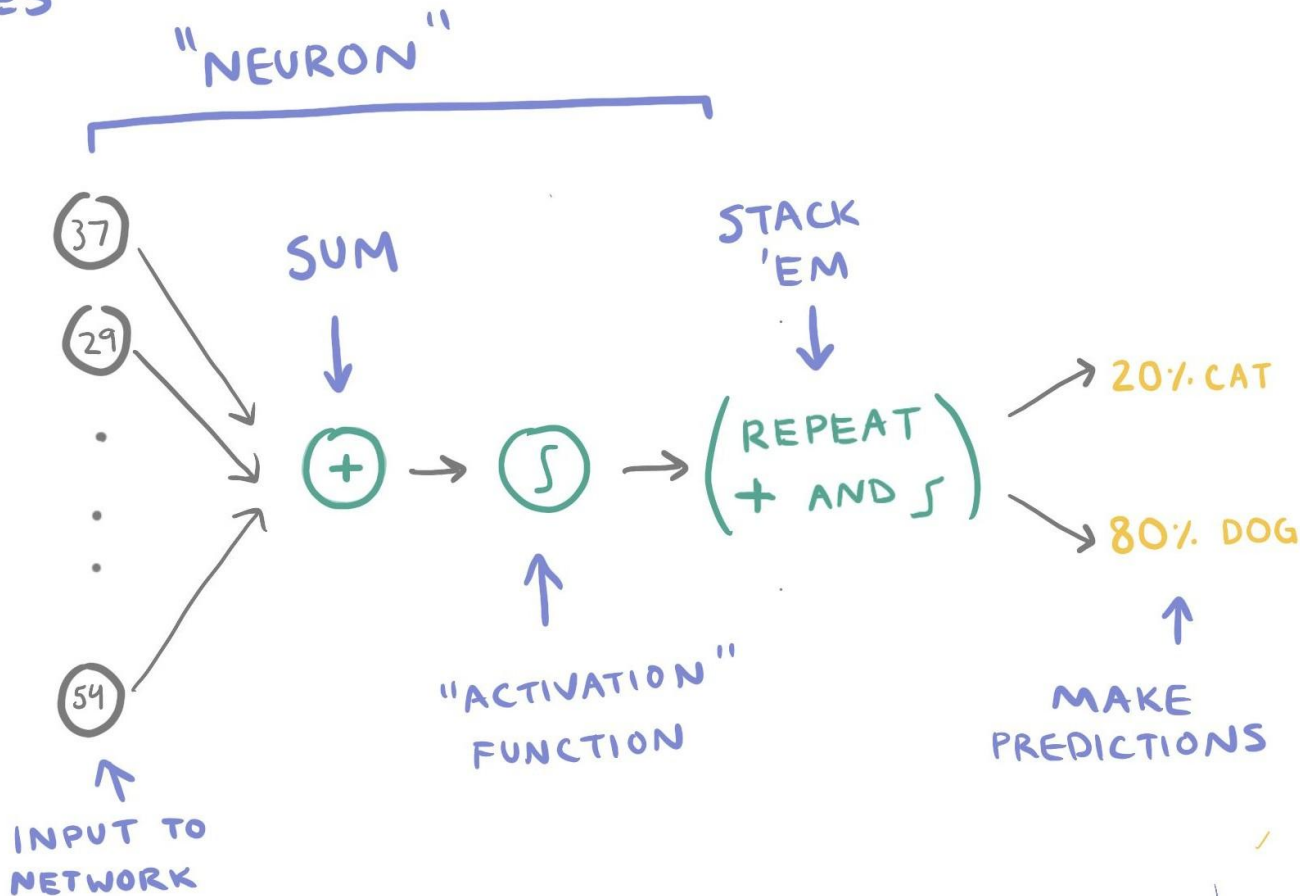 "NEURON"
37
29
54
SUM
+
ʃ
STACK
'EM
(REPEAT
+ AND ʃ)
20% CAT
80% DOG
"ACTIVATION"
FUNCTION
MAKE
PREDICTIONS
INPUT TO
NETWORK